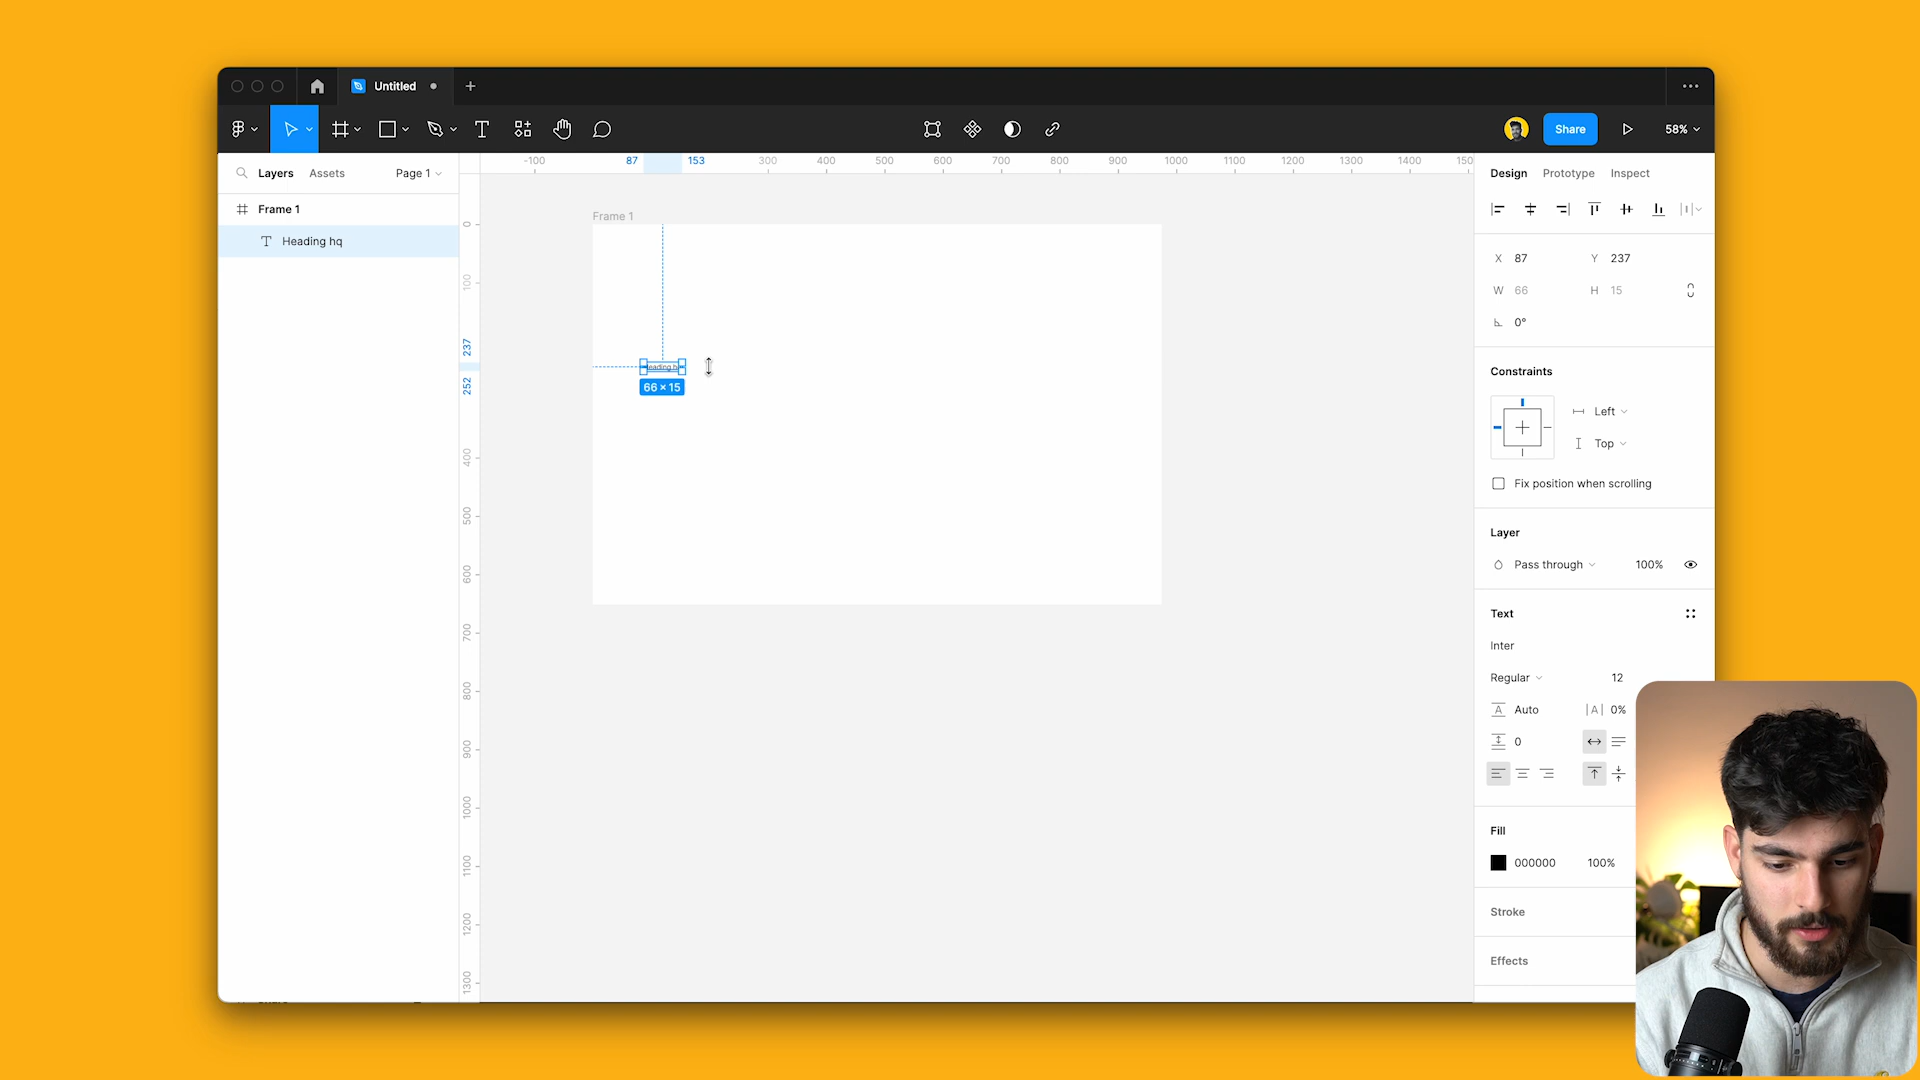 Untitled
Share
58%
Layers
Assets
Page 1
Frame 1
Heading hq
-100
87
153
300
400
500
600
700
800
900
1000
1100
1200
1300
1400
150
0
100
237
252
400
500
600
700
800
900
1000
1100
1200
1300
Frame 1
66 × 15
Design
Prototype
Inspect
X 87
Y 237
W 66
H 15
0°
Constraints
Left
Top
Fix position when scrolling
Layer
Pass through
100%
Text
Inter
Regular
12
Auto
|A| 0%
0
Fill
000000
100%
Stroke
Effects